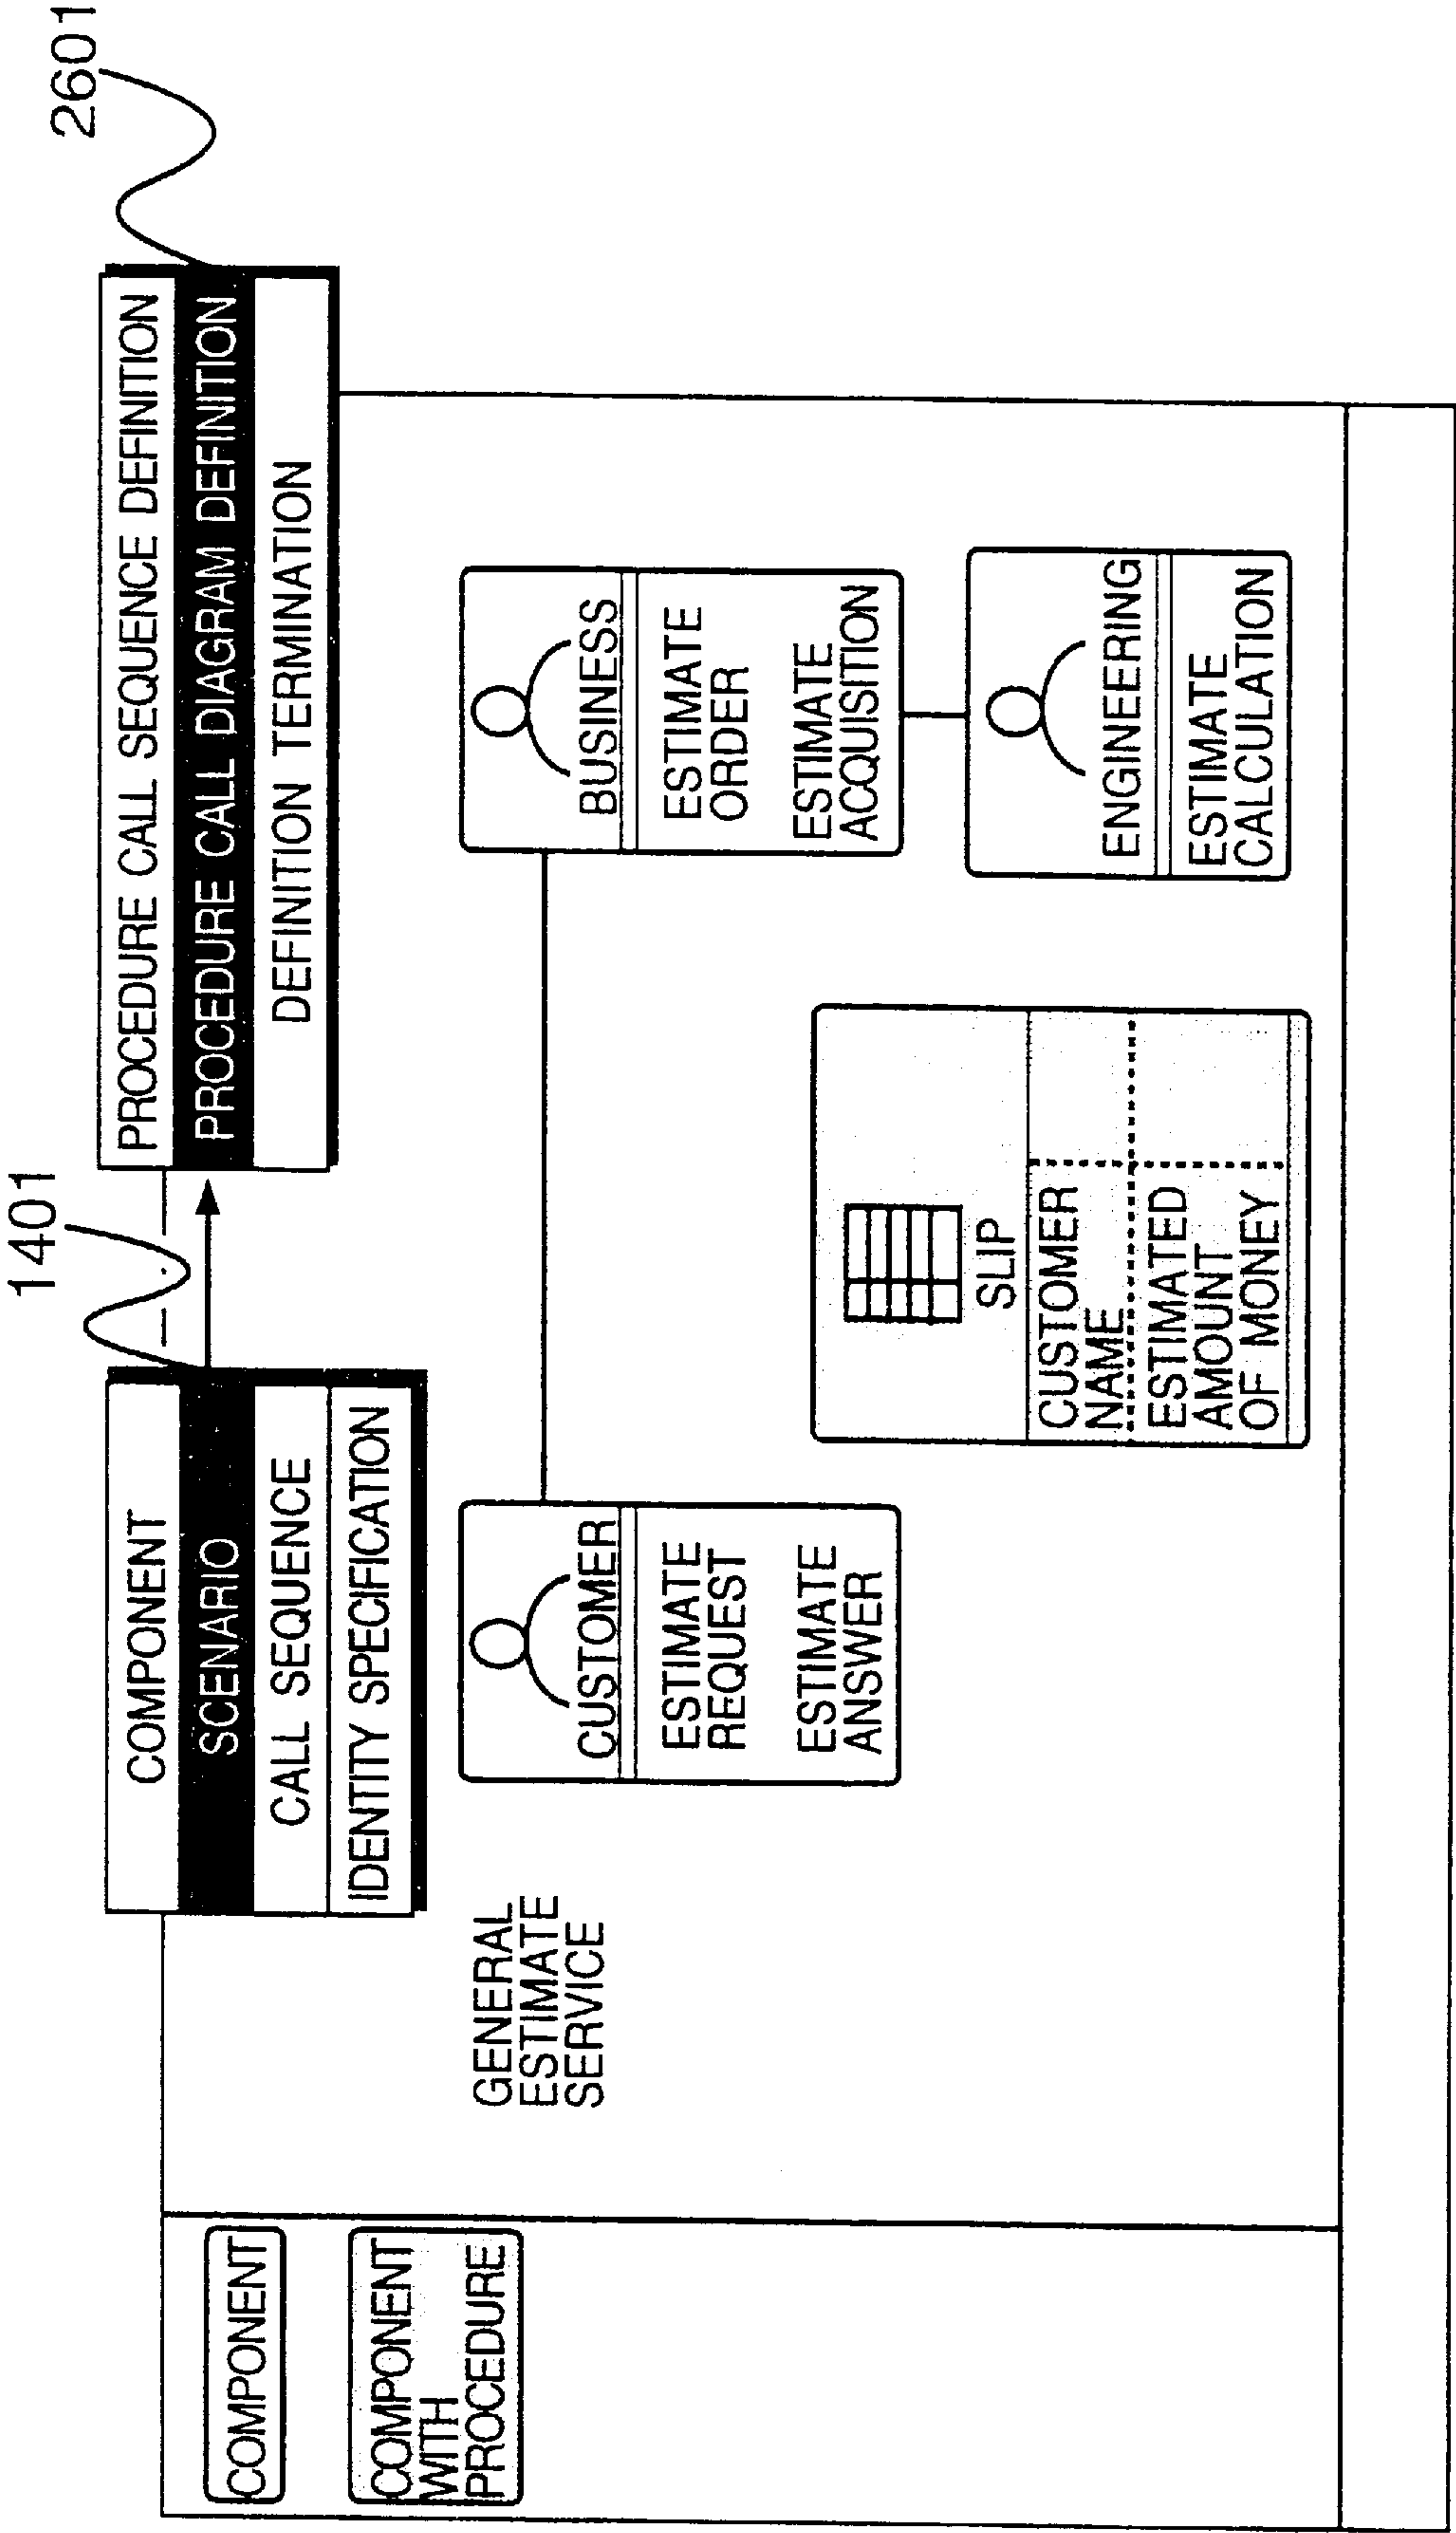 2601
1401
PROCEDURE CALL SEQUENCE DEFINITION
PROCEDURE CALL DIAGRAM DEFINITION
DEFINITION TERMINATION
COMPONENT
SCENARIO
CALL SEQUENCE
IDENTITY SPECIFICATION
COMPONENT
COMPONENT
WITH
PROCEDURE
GENERAL
ESTIMATE
SERVICE
CUSTOMER
ESTIMATE
REQUEST
ESTIMATE
ANSWER
BUSINESS
ESTIMATE
ORDER
ESTIMATE
ACQUISITION
SLIP
CUSTOMER
NAME
ESTIMATED
AMOUNT
OF MONEY
ENGINEERING
ESTIMATE
CALCULATION